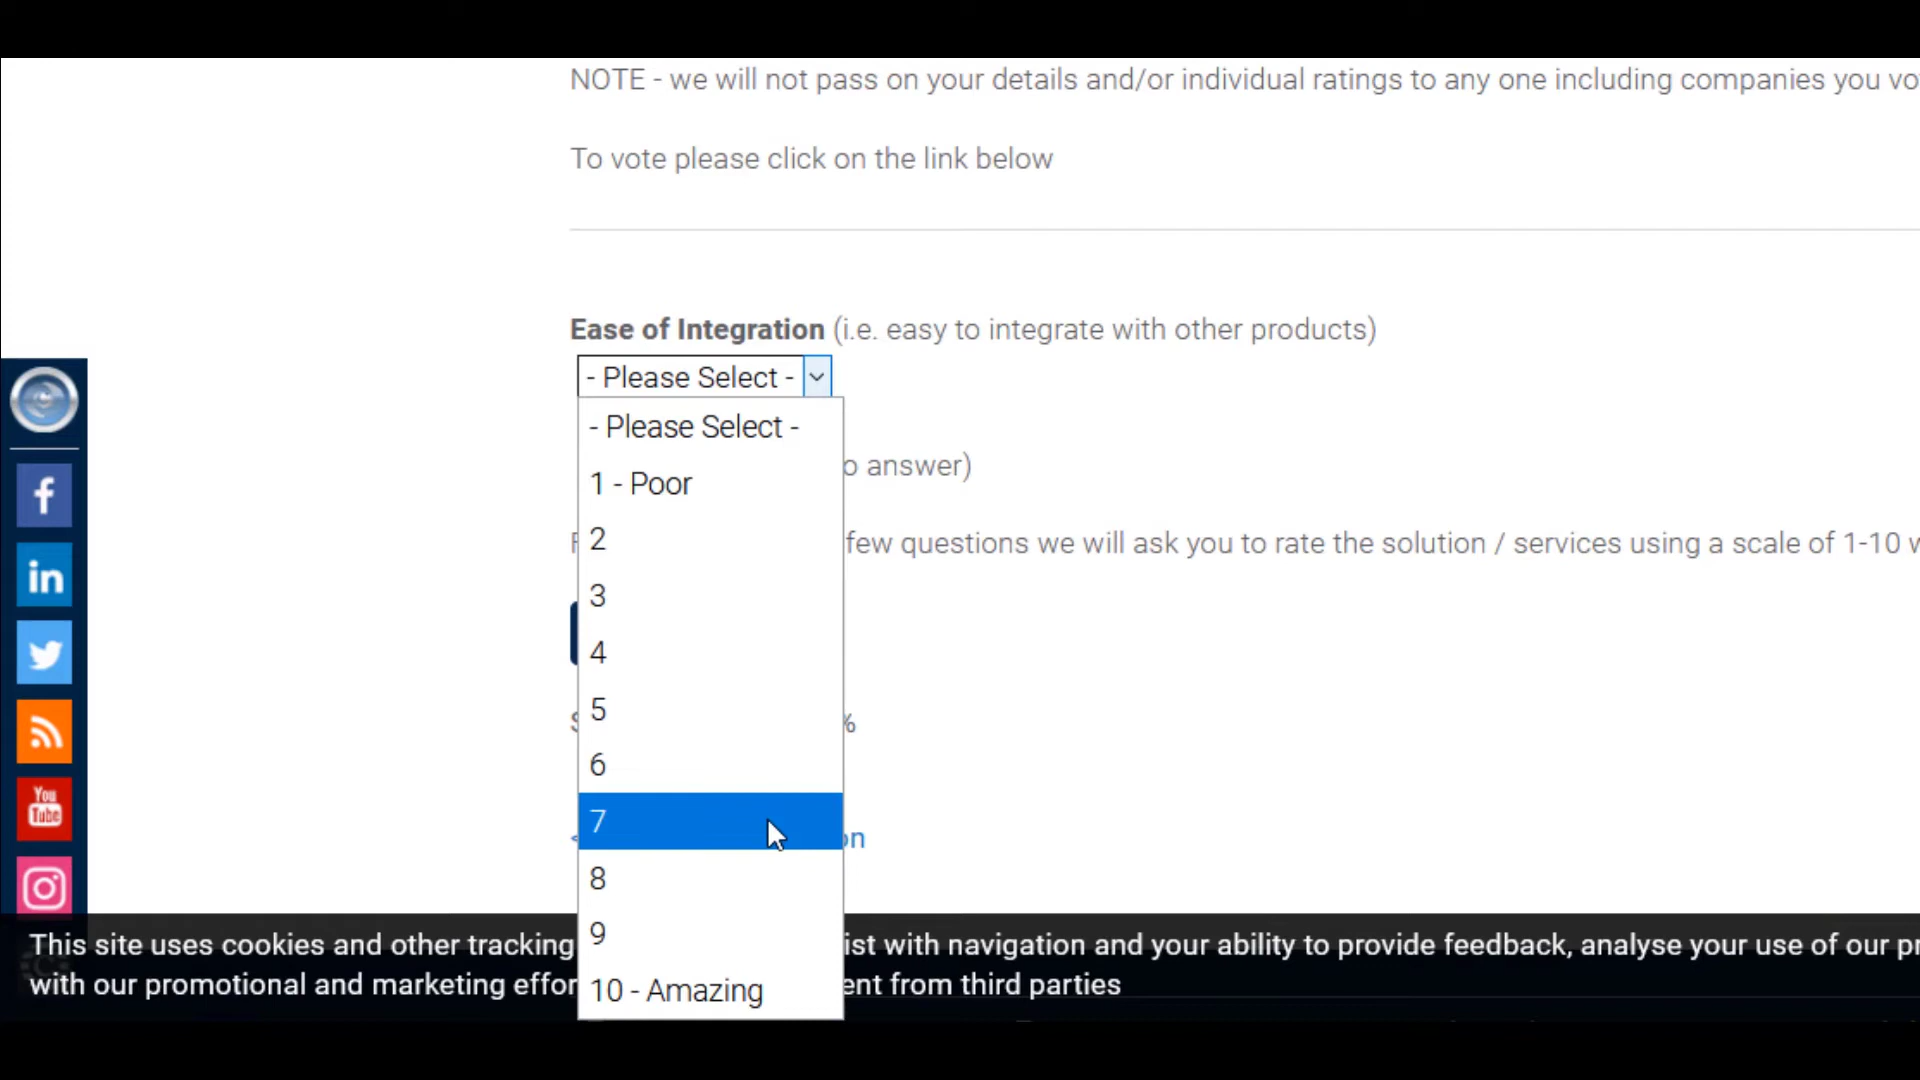 NOTE - we will not pass on your details and/or individual ratings to any one including companies you vo
To vote please click on the link below
Ease of Integration (i.e. easy to integrate with other products)
- Please Select -
- Please Select -
1 - Poor
o answer)
2
few questions we will ask you to rate the solution / services using a scale of 1-10 w
3
4
5
%
6
7
on
8
9
10 - Amazing
f
in
You
Tube
This site uses cookies and other tracking ist with navigation and your ability to provide feedback, analyse your use of our pr
with our promotional and marketing effor ent from third parties